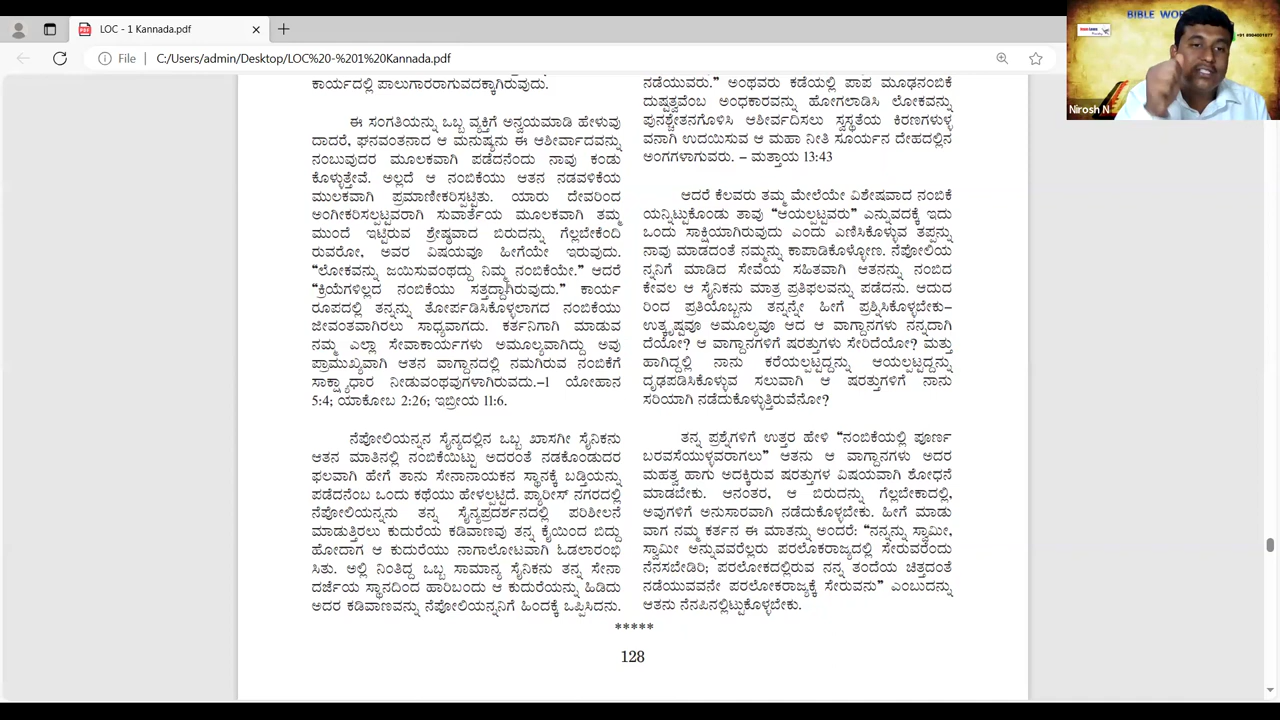 LOC - 1 Kannada.pdf
File
C:/Users/admin/Desktop/LOC%20-%201%20Kannada.pdf
BIBLE WOR
+91 8904001877
Nirosh N
ಕಾರ್ಯದಲ್ಲಿ ಪಾಲುಗಾರರಾಗುವದಕ್ಕಾಗಿರುವುದು.
ಈ ಸಂಗತಿಯನ್ನು ಒಬ್ಬ ವ್ಯಕ್ತಿಗೆ ಅನ್ವಯಮಾಡಿ ಹೇಳುವು
ದಾದರೆ, ಘನವಂತನಾದ ಆ ಮನುಷ್ಯನು ಈ ಆಶೀರ್ವಾದವನ್ನು
ನಂಬುವುದರ ಮೂಲಕವಾಗಿ ಪಡೆದನೆಂದು ನಾವು ಕಂಡು
ಕೊಳ್ಳುತ್ತೇವೆ. ಅಲ್ಲದೆ ಆ ನಂಬಿಕೆಯು ಆತನ ನಡವಳಿಕೆಯ
ಮುಲಕವಾಗಿ ಪ್ರಮಾಣೀಕರಿಸ್ಪಟ್ಟಿತು. ಯಾರು ದೇವರಿಂದ
ಅಂಗೀಕರಿಸಲ್ಪಟ್ಟವರಾಗಿ ಸುವಾರ್ತೆಯ ಮೂಲಕವಾಗಿ ತಮ್ಮ
ಮುಂದೆ ಇಟ್ಟಿರುವ ಶ್ರೇಷ್ಠವಾದ ಬಿರುದನ್ನು ಗೆಲ್ಲಬೇಕೆಂದಿ
ರುವರೋ, ಅವರ ವಿಷಯವೂ ಹೀಗೆಯೇ ಇರುವುದು.
“ಲೋಕವನ್ನು ಜಯಿಸುವಂಥದ್ದು ನಿಮ್ಮ ನಂಬಿಕೆಯೇ.” ಆದರೆ
“ಕ್ರಿಯೆಗಳಿಲ್ಲದ ನಂಬಿಕೆಯು ಸತ್ತದ್ದಾಗಿರುವುದು.” ಕಾರ್ಯ
ರೂಪದಲ್ಲಿ ತನ್ನನ್ನು ತೋರ್ಪಡಿಸಿಕೊಳ್ಳಲಾಗದ ನಂಬಿಕೆಯು
ಜೀವಂತವಾಗಿರಲು ಸಾಧ್ಯವಾಗದು. ಕರ್ತನಿಗಾಗಿ ಮಾಡುವ
ನಮ್ಮ ಎಲ್ಲಾ ಸೇವಾಕಾರ್ಯಗಳು ಅಮೂಲ್ಯವಾಗಿದ್ದು ಅವು
ಪ್ರಾಮುಖ್ಯವಾಗಿ ಆತನ ವಾಗ್ದಾನದಲ್ಲಿ ನಮಗಿರುವ ನಂಬಿಕೆಗೆ
ಸಾಕ್ಷ್ಯಾಧಾರ ನೀಡುವಂಥವುಗಳಾಗಿರುವದು.–1 ಯೋಹಾನ
5:4; ಯಾಕೋಬ 2:26; ಇಬ್ರೀಯ 11:6.
ನೆಪೋಲಿಯನ್ನನ ಸೈನ್ಯದಲ್ಲಿನ ಒಬ್ಬ ಖಾಸಗೀ ಸೈನಿಕನು
ಆತನ ಮಾತಿನಲ್ಲಿ ನಂಬಿಕೆಯಿಟ್ಟು ಅದರಂತೆ ನಡಕೊಂಡುದರ
ಫಲವಾಗಿ ಹೇಗೆ ತಾನು ಸೇನಾನಾಯಕನ ಸ್ಥಾನಕ್ಕೆ ಬಡ್ತಿಯನ್ನು
ಪಡೆದನೆಂಬ ಒಂದು ಕಥೆಯು ಹೇಳಲ್ಪಟ್ಟಿದೆ. ಪ್ಯಾರೀಸ್ ನಗರದಲ್ಲಿ
ನೆಪೋಲಿಯನ್ನನು ತನ್ನ ಸೈನ್ಯಪ್ರದರ್ಶನದಲ್ಲಿ ಪರಿಶೀಲನೆ
ಮಾಡುತ್ತಿರಲು ಕುದುರೆಯ ಕಡಿವಾಣವು ತನ್ನ ಕೈಯಿಂದ ಬಿದ್ದು
ಹೋದಾಗ ಆ ಕುದುರೆಯು ನಾಗಾಲೋಟವಾಗಿ ಓಡಲಾರಂಭಿ
ಸಿತು. ಅಲ್ಲಿ ನಿಂತಿದ್ದ ಒಬ್ಬ ಸಾಮಾನ್ಯ ಸೈನಿಕನು ತನ್ನ ಸೇನಾ
ದರ್ಜೆಯ ಸ್ಥಾನದಿಂದ ಹಾರಿಬಂದು ಆ ಕುದುರೆಯನ್ನು ಹಿಡಿದು
ಅದರ ಕಡಿವಾಣವನ್ನು ನೆಪೋಲಿಯನ್ನನಿಗೆ ಹಿಂದಕ್ಕೆ ಒಪ್ಪಿಸಿದನು.
ನಡೆಯುವರು.” ಅಂಥವರು ಕಡೆಯಲ್ಲಿ ಪಾಪ ಮೂಢನಂಬಿಕೆ
ದುಷ್ಟತ್ವವೆಂಬ ಅಂಧಕಾರವನ್ನು ಹೋಗಲಾಡಿಸಿ ಲೋಕವನ್ನು
ಪುನಶ್ಚೇತನಗೊಳಿಸಿ ಆಶೀರ್ವದಿಸಲು ಸ್ವಸ್ಥತೆಯ ಕಿರಣಗಳುಳ್ಳ
ವನಾಗಿ ಉದಯಿಸುವ ಆ ಮಹಾ ನೀತಿ ಸೂರ್ಯನ ದೇಹದಲ್ಲಿನ
ಅಂಗಗಳಾಗುವರು. – ಮತ್ತಾಯ 13:43
ಆದರೆ ಕೆಲವರು ತಮ್ಮ ಮೇಲೆಯೇ ವಿಶೇಷವಾದ ನಂಬಿಕೆ
ಯನ್ನಿಟ್ಟುಕೊಂಡು ತಾವು “ಆಯಲ್ಪಟ್ಟವರು” ಎನ್ನುವದಕ್ಕೆ ಇದು
ಒಂದು ಸಾಕ್ಷಿಯಾಗಿರುವುದು ಎಂದು ಎಣಿಸಿಕೊಳ್ಳುವ ತಪ್ಪನ್ನು
ನಾವು ಮಾಡದಂತೆ ನಮ್ಮನ್ನು ಕಾಪಾಡಿಕೊಳ್ಳೋಣ. ನೆಪೋಲಿಯ
ನ್ನನಿಗೆ ಮಾಡಿದ ಸೇವೆಯ ಸಹಿತವಾಗಿ ಆತನನ್ನು ನಂಬಿದ
ಕೇವಲ ಆ ಸೈನಿಕನು ಮಾತ್ರ ಪ್ರತಿಫಲವನ್ನು ಪಡೆದನು. ಆದುದ
ರಿಂದ ಪ್ರತಿಯೊಬ್ಬನು ತನ್ನನ್ನೇ ಹೀಗೆ ಪ್ರಶ್ನಿಸಿಕೊಳ್ಳಬೇಕು–
ಉತ್ಕೃಷ್ಟವೂ ಅಮೂಲ್ಯವೂ ಆದ ಆ ವಾಗ್ದಾನಗಳು ನನ್ನದಾಗಿ
ದೆಯೋ? ಆ ವಾಗ್ದಾನಗಳಿಗೆ ಷರತ್ತುಗಳು ಸೇರಿದೆಯೋ? ಮತ್ತು
ಹಾಗಿದ್ದಲ್ಲಿ ನಾನು ಕರೆಯಲ್ಪಟ್ಟದ್ದನ್ನು ಆಯಲ್ಪಟ್ಟದ್ದನ್ನು
ದೃಢಪಡಿಸಿಕೊಳ್ಳುವ ಸಲುವಾಗಿ ಆ ಷರತ್ತುಗಳಿಗೆ ನಾನು
ಸರಿಯಾಗಿ ನಡೆದುಕೊಳ್ಳುತ್ತಿರುವೆನೋ?
ತನ್ನ ಪ್ರಶ್ನೆಗಳಿಗೆ ಉತ್ತರ ಹೇಳಿ “ನಂಬಿಕೆಯಲ್ಲಿ ಪೂರ್ಣ
ಬರವಸೆಯುಳ್ಳವರಾಗಲು” ಆತನು ಆ ವಾಗ್ದಾನಗಳು ಅದರ
ಮಹತ್ವ ಹಾಗು ಅದಕ್ಕಿರುವ ಷರತ್ತುಗಳ ವಿಷಯವಾಗಿ ಶೋಧನೆ
ಮಾಡಬೇಕು. ಆನಂತರ, ಆ ಬಿರುದನ್ನು ಗೆಲ್ಲಬೇಕಾದಲ್ಲಿ,
ಅವುಗಳಿಗೆ ಅನುಸಾರವಾಗಿ ನಡೆದುಕೊಳ್ಳಬೇಕು. ಹೀಗೆ ಮಾಡು
ವಾಗ ನಮ್ಮ ಕರ್ತನ ಈ ಮಾತನ್ನು ಅಂದರೆ: “ನನ್ನನ್ನು ಸ್ವಾಮೀ,
ಸ್ವಾಮೀ ಅನ್ನುವವರೆಲ್ಲರು ಪರಲೊಕರಾಜ್ಯದಲ್ಲಿ ಸೇರುವರೆಂದು
ನೆನಸಬೇಡಿರಿ; ಪರಲೋಕದಲ್ಲಿರುವ ನನ್ನ ತಂದೆಯ ಚಿತ್ತದಂತೆ
ನಡೆಯುವವನೇ ಪರಲೋಕರಾಜ್ಯಕ್ಕೆ ಸೇರುವನು” ಎಂಬುದನ್ನು
ಆತನು ನೆನಪಿನಲ್ಲಿಟ್ಟುಕೊಳ್ಳಬೇಕು.
*****
128